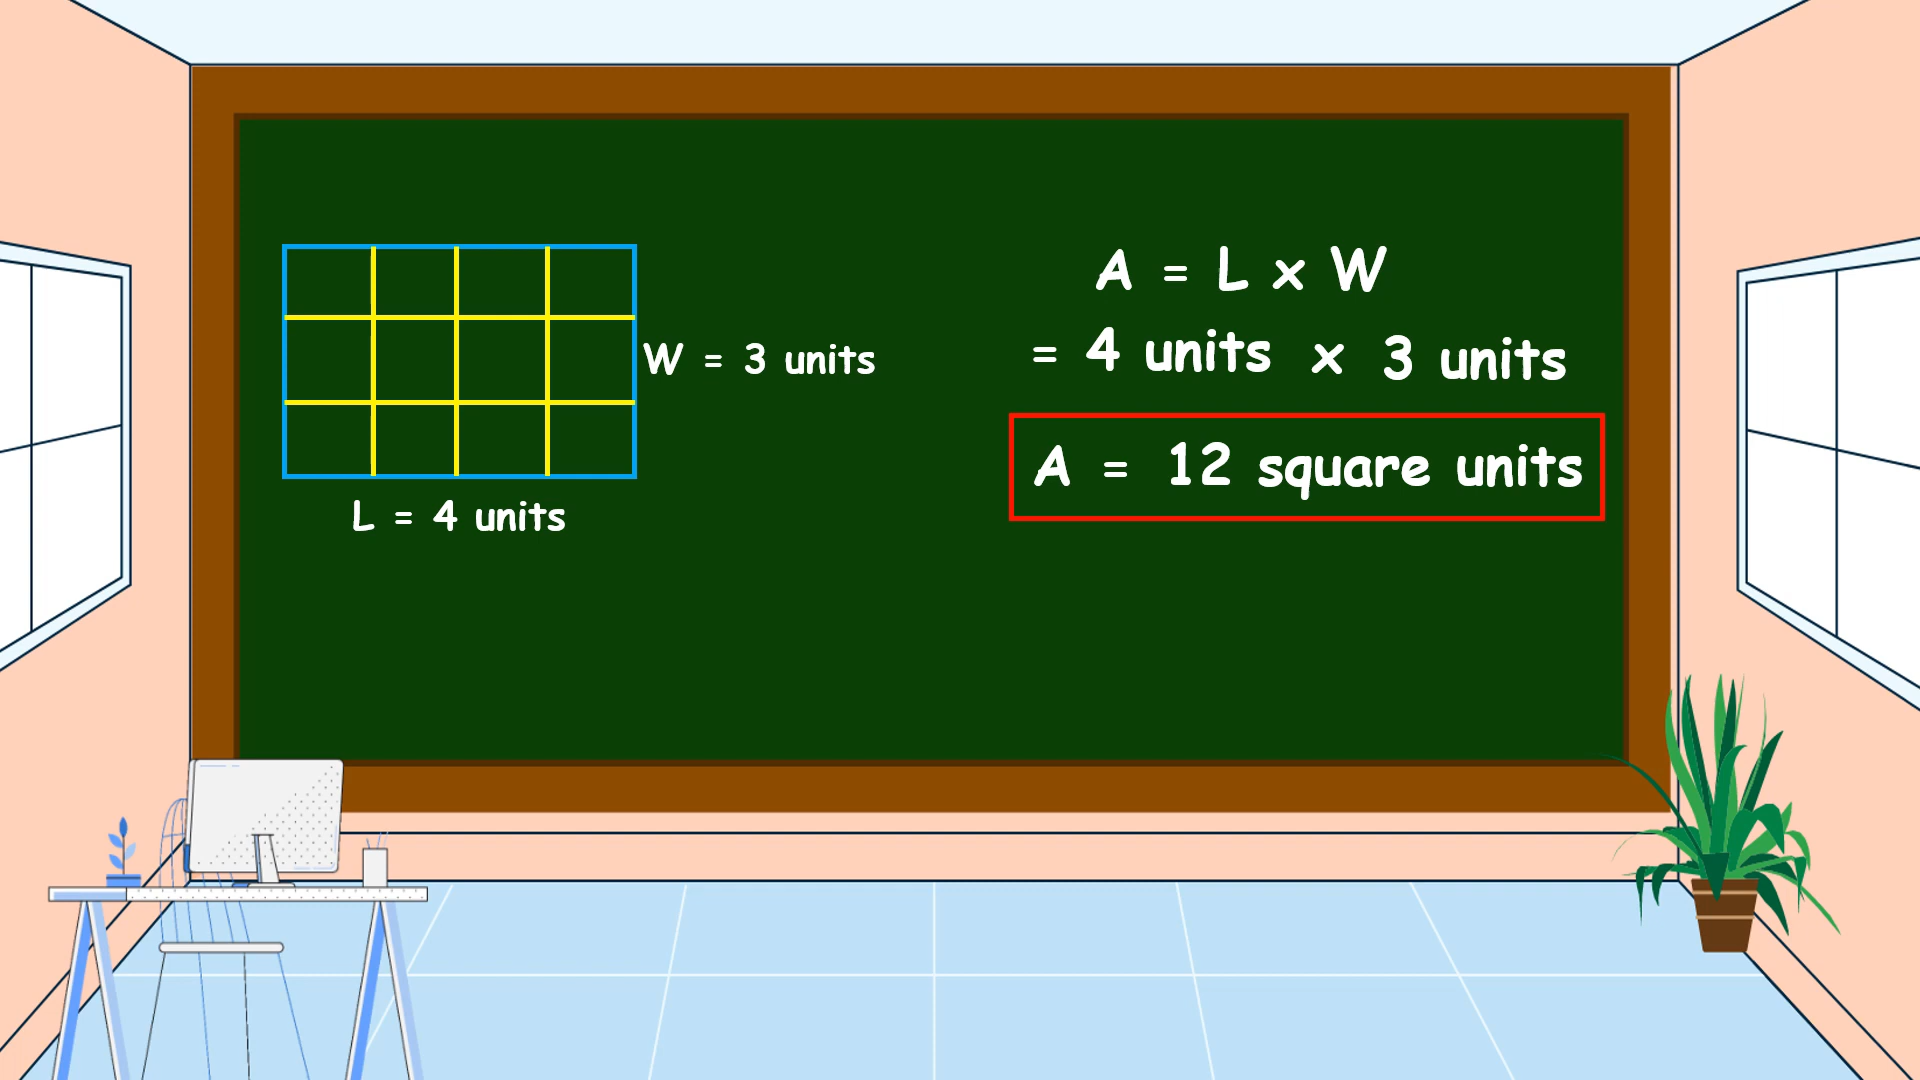 W = 3 units
L = 4 units
A = L x W
= 4 units x 3 units
A = 12 square units